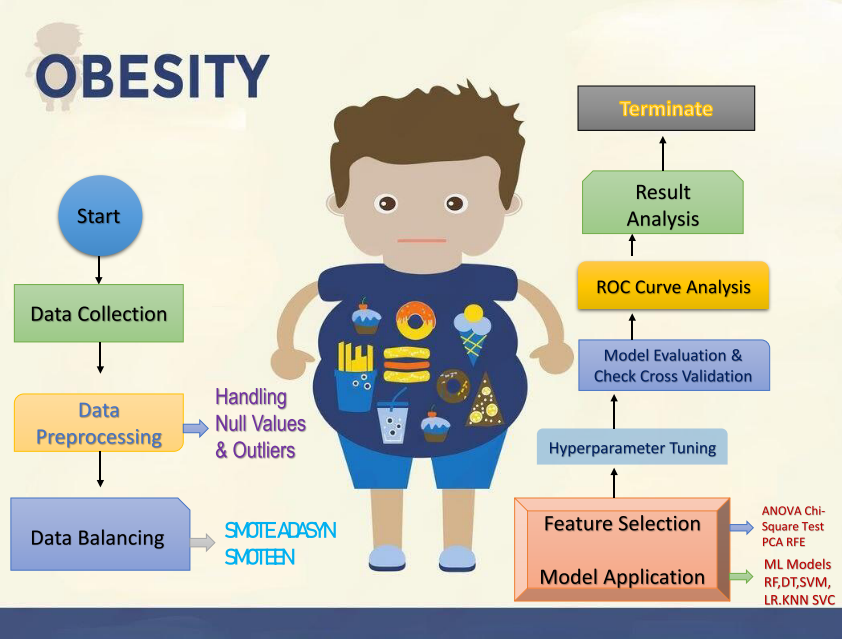 OBESITY
Start
Data Collection
Data
Preprocessing
Handling
Null Values
& Outliers
Data Balancing
SMOTE ADASYN
SMOTEEN
Terminate
Result
Analysis
ROC Curve Analysis
Model Evaluation &
Check Cross Validation
Hyperparameter Tuning
Feature Selection
Model Application
ANOVA Chi-
Square Test
PCA RFE
ML Models
RF,DT,SVM,
LR.KNN SVC